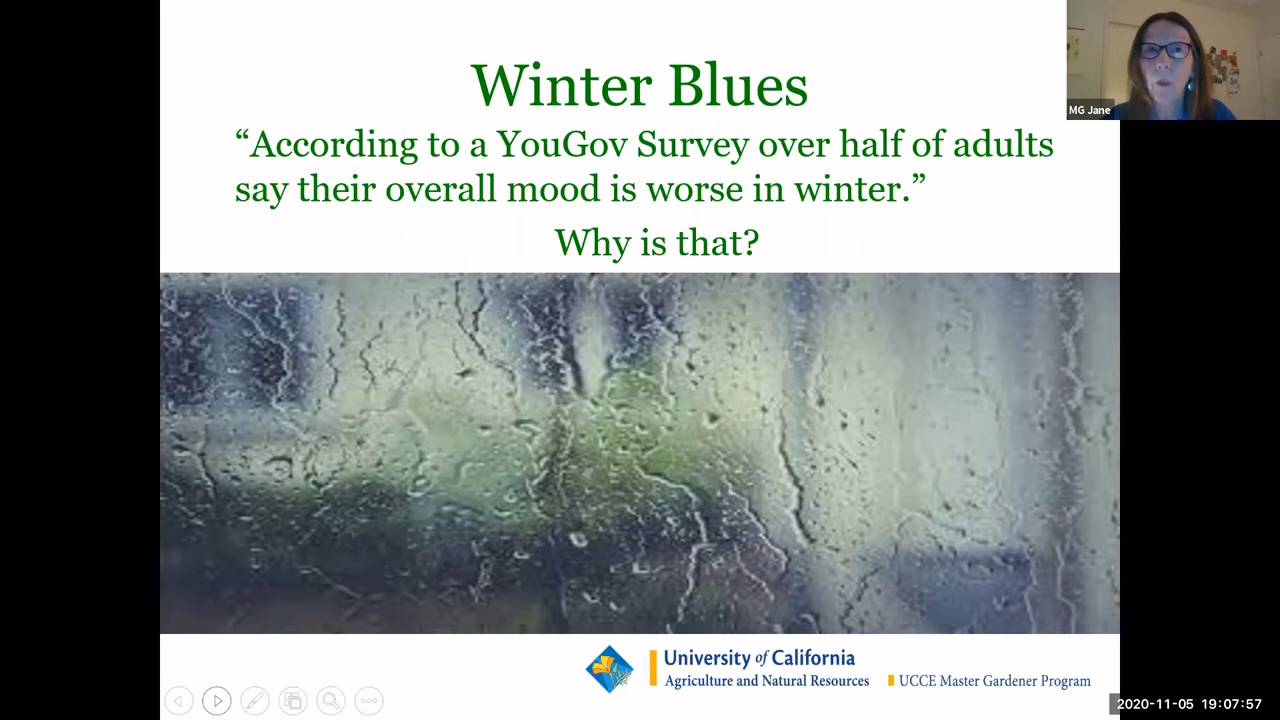 Winter Blues
“According to a YouGov Survey over half of adults
say their overall mood is worse in winter.”
Why is that?
MG Jane
University of California
Agriculture and Natural Resources
UCCE Master Gardener Program
2020-11-05 19:07:57